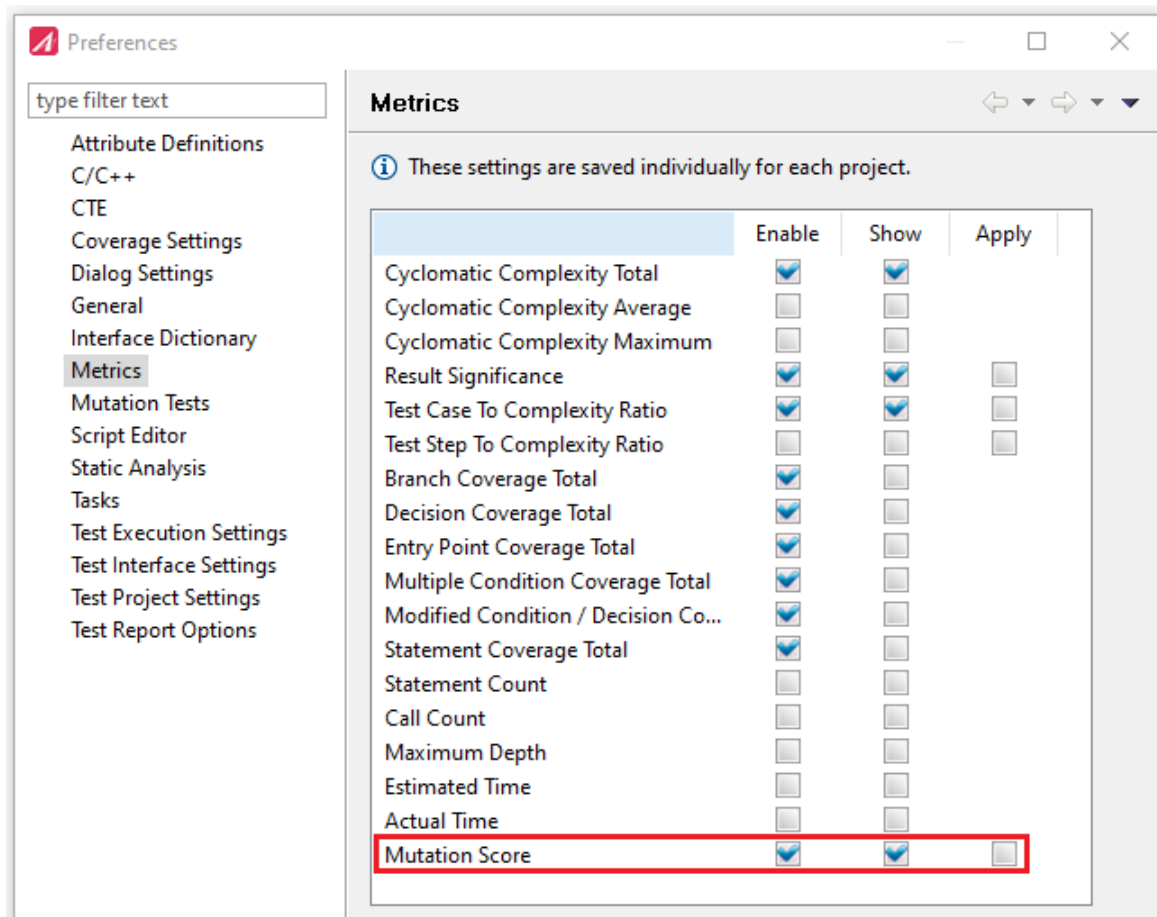 Preferences
type filter text
Attribute Definitions
C/C++
CTE
Coverage Settings
Dialog Settings
General
Interface Dictionary
Metrics
Mutation Tests
Script Editor
Static Analysis
Tasks
Test Execution Settings
Test Interface Settings
Test Project Settings
Test Report Options
Metrics
These settings are saved individually for each project.
Enable Show Apply
Cyclomatic Complexity Total
Cyclomatic Complexity Average
Cyclomatic Complexity Maximum
Result Significance
Test Case To Complexity Ratio
Test Step To Complexity Ratio
Branch Coverage Total
Decision Coverage Total
Entry Point Coverage Total
Multiple Condition Coverage Total
Modified Condition / Decision Co...
Statement Coverage Total
Statement Count
Call Count
Maximum Depth
Estimated Time
Actual Time
Mutation Score